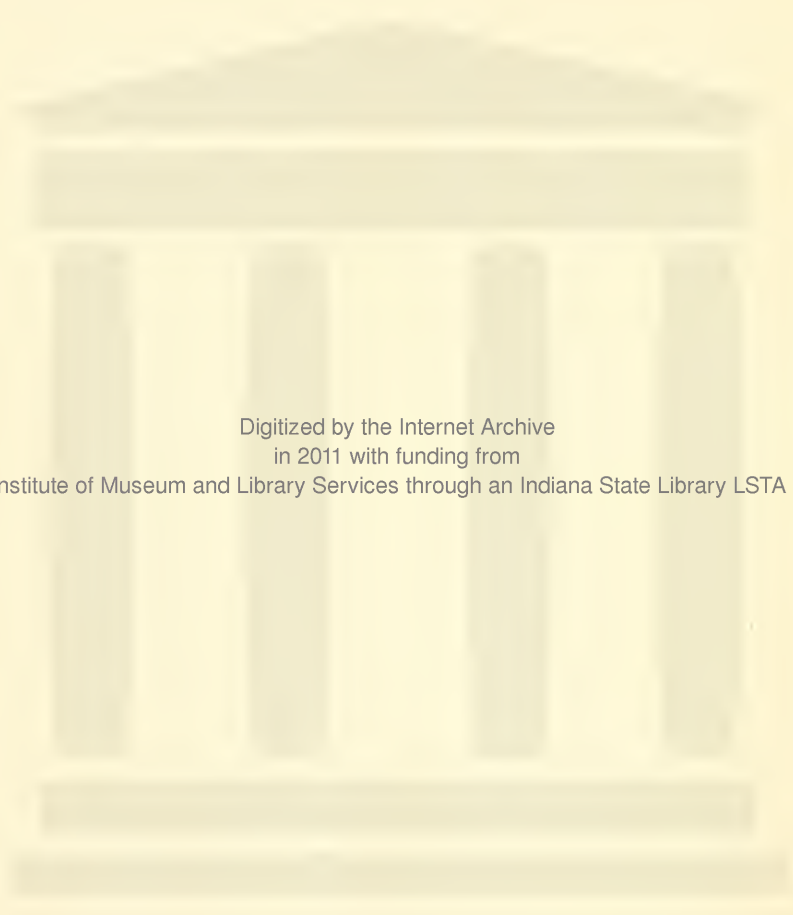 Digitized by the Internet Archive
in 2011 with funding from
nstitute of Museum and Library Services through an Indiana State Library LSTA